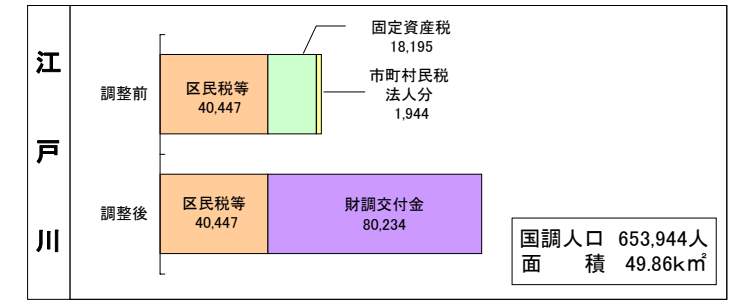 江戸川
固定資産税
18,195
市町村民税
法人分
1,944
調整前
区民税等
40,447
調整後
区民税等
40,447
財調交付金
80,234
国調人口 653,944人
面 積 49.86k㎡